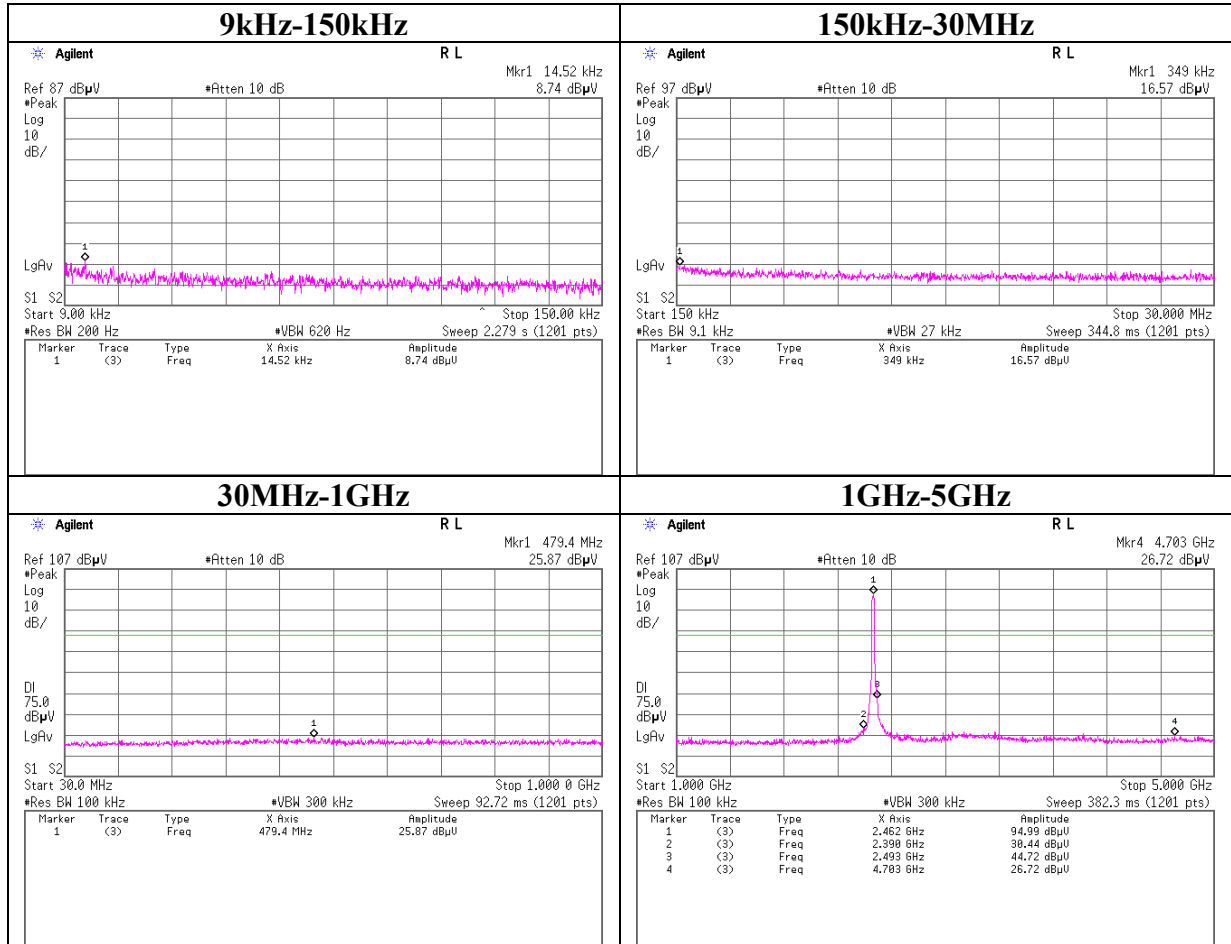 9kHz-150kHz
Agilent R L
Mkr1 14.52 kHz
Ref 87 dBµV #Atten 10 dB 8.74 dBµV
#Peak
Log
10
dB/
1
LgAv
S1 S2
Start 9.00 kHz ^ Stop 150.00 kHz
#Res BW 200 Hz #VBW 620 Hz Sweep 2.279 s (1201 pts)
Marker Trace Type X Axis Amplitude
1 (3) Freq 14.52 kHz 8.74 dBµV
150kHz-30MHz
Agilent R L
Mkr1 349 kHz
Ref 97 dBµV #Atten 10 dB 16.57 dBµV
#Peak
Log
10
dB/
1
LgAv
S1 S2
Start 150 kHz Stop 30.000 MHz
#Res BW 9.1 kHz #VBW 27 kHz Sweep 344.8 ms (1201 pts)
Marker Trace Type X Axis Amplitude
1 (3) Freq 349 kHz 16.57 dBµV
30MHz-1GHz
Agilent R L
Mkr1 479.4 MHz
Ref 107 dBµV #Atten 10 dB 25.87 dBµV
#Peak
Log
10
dB/
DI
75.0
dBµV
1
LgAv
S1 S2
Start 30.0 MHz Stop 1.000 0 GHz
#Res BW 100 kHz #VBW 300 kHz Sweep 92.72 ms (1201 pts)
Marker Trace Type X Axis Amplitude
1 (3) Freq 479.4 MHz 25.87 dBµV
1GHz-5GHz
Agilent R L
Mkr4 4.703 GHz
Ref 107 dBµV #Atten 10 dB 26.72 dBµV
#Peak
1
Log
10
dB/
3
DI
75.0
dBµV
2 4
LgAv
S1 S2
Start 1.000 GHz Stop 5.000 GHz
#Res BW 100 kHz #VBW 300 kHz Sweep 382.3 ms (1201 pts)
Marker Trace Type X Axis Amplitude
1 (3) Freq 2.462 GHz 94.99 dBµV
2 (3) Freq 2.390 GHz 30.44 dBµV
3 (3) Freq 2.493 GHz 44.72 dBµV
4 (3) Freq 4.703 GHz 26.72 dBµV